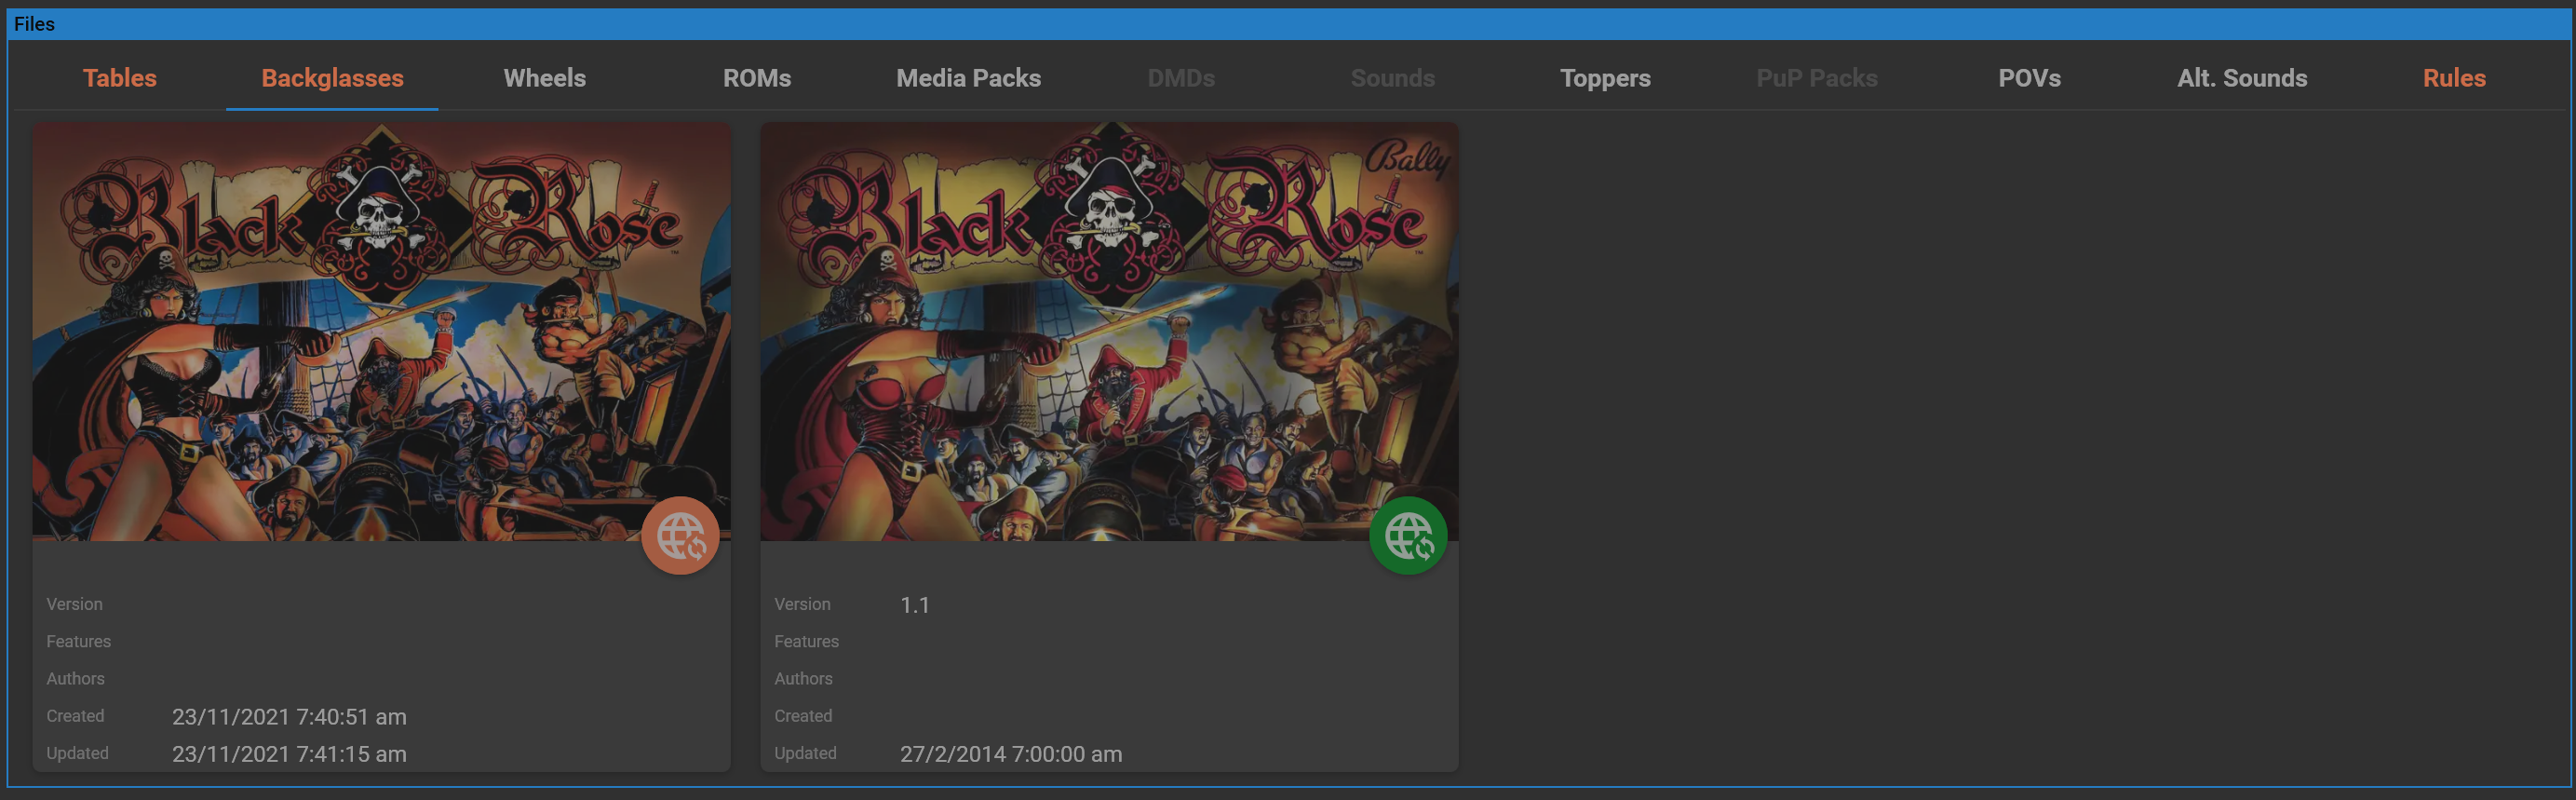 Files
Tables Backglasses Wheels ROMs Media Packs DMDs Sounds Toppers PuP Packs POVs Alt. Sounds Rules
Black Rose ™
Black Rose ™ Bally
Version
Features
Authors
Created 23/11/2021 7:40:51 am
Updated 23/11/2021 7:41:15 am
Version 1.1
Features
Authors
Created
Updated 27/2/2014 7:00:00 am